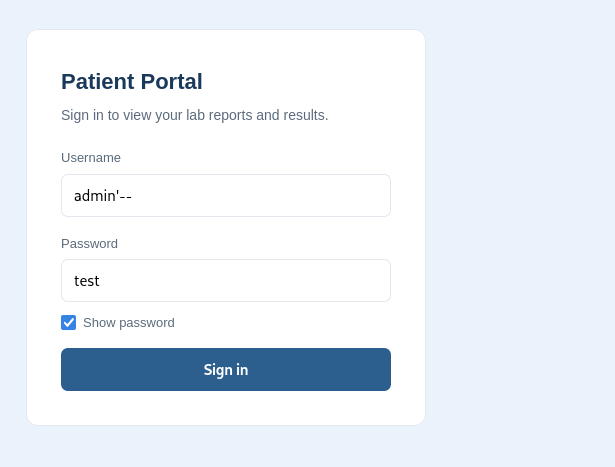 Patient Portal
Sign in to view your lab reports and results.
Username
admin'--
Password
test
Show password
Sign in